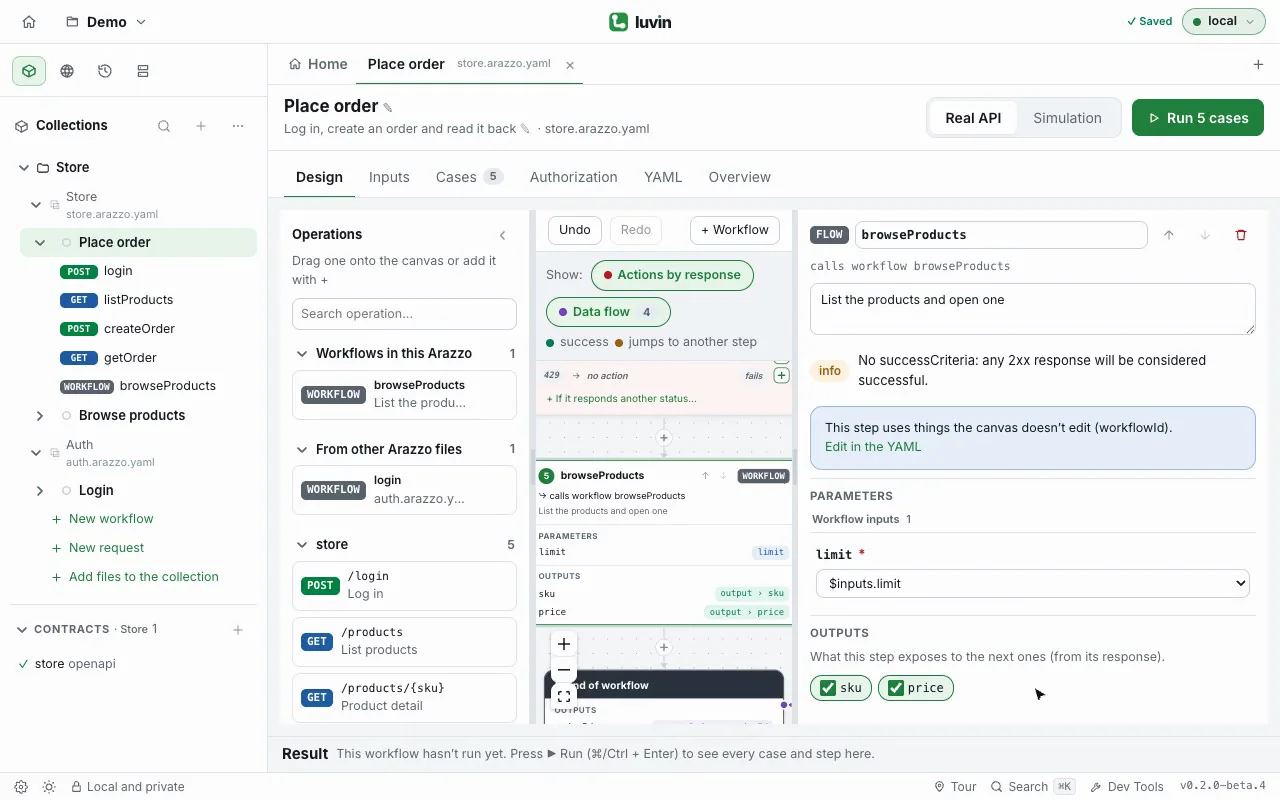 Demo
luvin
Saved
local
Home
Place order
store.arazzo.yaml
Collections
Store
Store
store.arazzo.yaml
Place order
POST login
GET listProducts
POST createOrder
GET getOrder
WORKFLOW browseProducts
Browse products
Auth
auth.arazzo.yaml
Login
+ New workflow
+ New request
+ Add files to the collection
CONTRACTS · Store 1
store openapi
Place order
Log in, create an order and read it back · store.arazzo.yaml
Real API
Simulation
Run 5 cases
Design
Inputs
Cases 5
Authorization
YAML
Overview
Operations
Drag one onto the canvas or add it
with +
Search operation...
Workflows in this Arazzo 1
WORKFLOW
browseProducts
List the produ...
From other Arazzo files 1
WORKFLOW
login
auth.arazzo.y...
store 5
POST
/login
Log in
GET
/products
List products
GET
/products/{sku}
Product detail
Undo
Redo
+ Workflow
Show:
Actions by response
Data flow 4
success
jumps to another step
429 → no action fails
+ If it responds another status...
5 browseProducts WORKFLOW
↪ calls workflow browseProducts
List the products and open one
PARAMETERS
limit limit
OUTPUTS
sku output › sku
price output › price
nd of workflow
OUTPUTS
FLOW browseProducts
calls workflow browseProducts
List the products and open one
info
No successCriteria: any 2xx response will be considered
successful.
This step uses things the canvas doesn't edit (workflowId).
Edit in the YAML
PARAMETERS
Workflow inputs 1
limit *
$inputs.limit
OUTPUTS
What this step exposes to the next ones (from its response).
sku
price
Result This workflow hasn't run yet. Press ▶ Run (⌘/Ctrl + Enter) to see every case and step here.
Local and private
Tour
Search ⌘K
Dev Tools
v0.2.0-beta.4